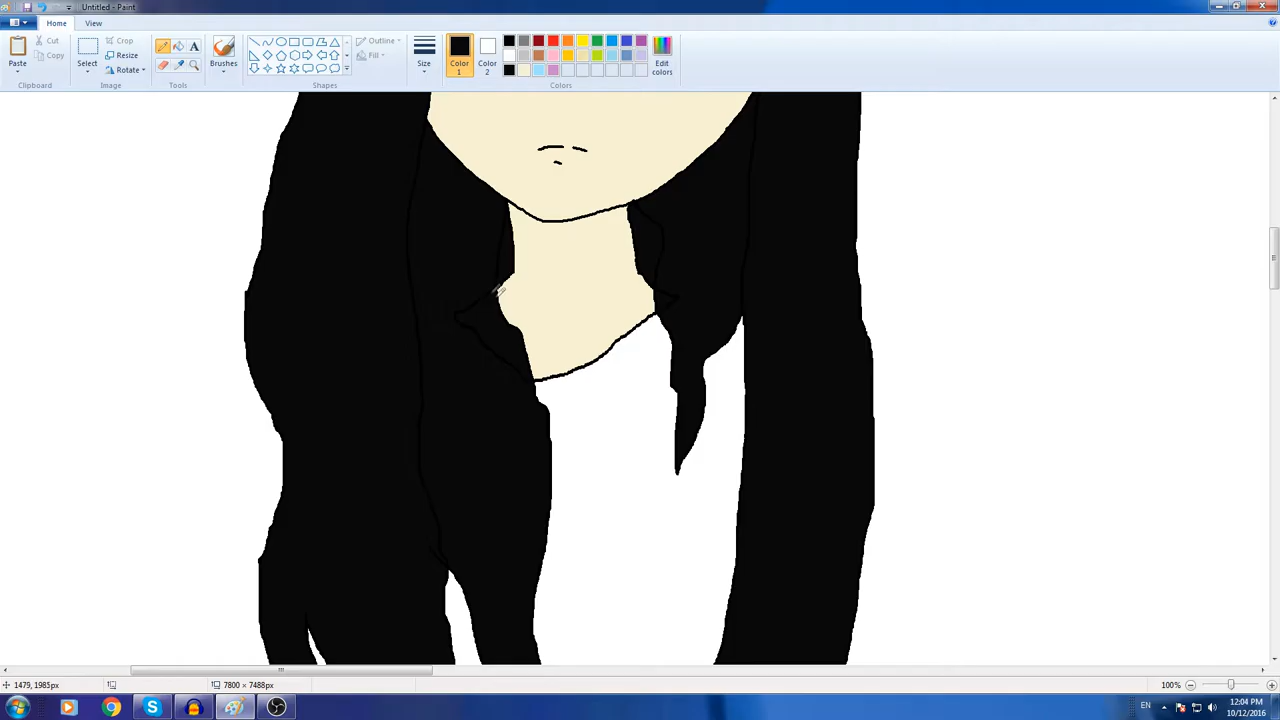 Untitled - Paint
Home
View
Paste
Cut
Copy
Clipboard
Select
Crop
Resize
Rotate
Image
A
Tools
Brushes
Shapes
Outline
Fill
Size
Color 1
Color 2
Edit colors
Colors
1479, 1985px
7800 × 7488px
100%
EN
12:04 PM
10/12/2016